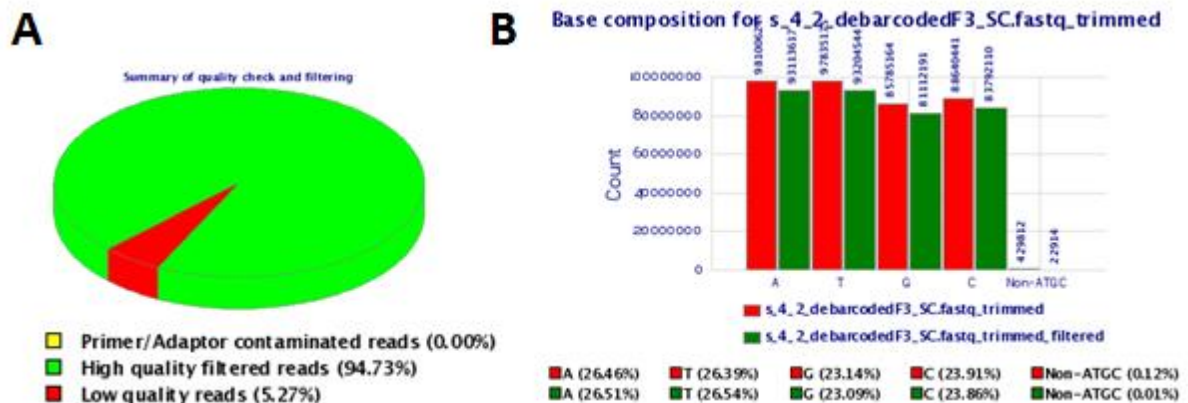 A
Summary of quality check and filtering
Primer/Adaptor contaminated reads (0.00%)
High quality filtered reads (94.73%)
Low quality reads (5.27%)
B
Base composition for s_4_2_debarcodedF3_SC.fastq_trimmed
93113617
93204544
85785164
81112191
88640441
83792110
429812
22914
Count
80000000
60000000
40000000
20000000
0
A T G C Non-ATGC
s_4_2_debarcodedF3_SC.fastq_trimmed
s_4_2_debarcodedF3_SC.fastq_trimmed_filtered
A (26.46%) T (26.39%) G (23.14%) C (23.91%) Non-ATGC (0.12%)
A (26.51%) T (26.54%) G (23.09%) C (23.86%) Non-ATGC (0.01%)